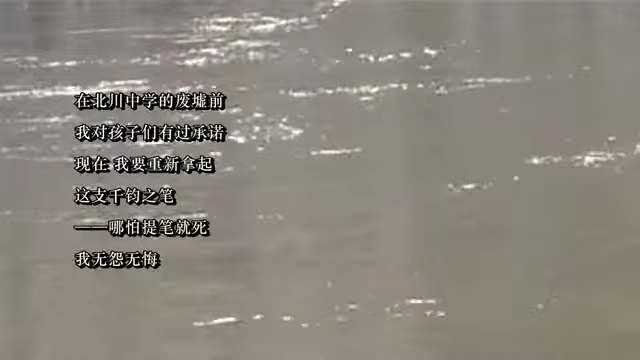 在北川中学的废墟前
我对孩子们有过承诺
现在 我要重新拿起
这支千钧之笔
——哪怕提笔就死
我无怨无悔